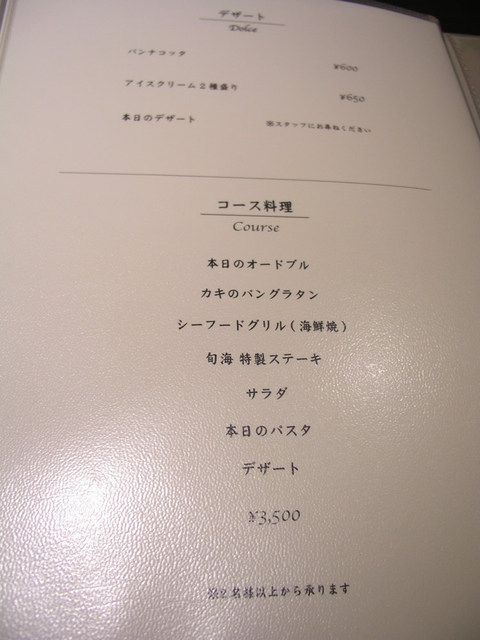 デザート
Dolce
パンナコッタ ¥600
アイスクリーム2種盛り ¥650
本日のデザート ※スタッフにお尋ねください
コース料理
Course
本日のオードブル
カキのパングラタン
シーフードグリル(海鮮焼)
旬海 特製ステーキ
サラダ
本日のパスタ
デザート
¥3,500
※2名様以上から承ります